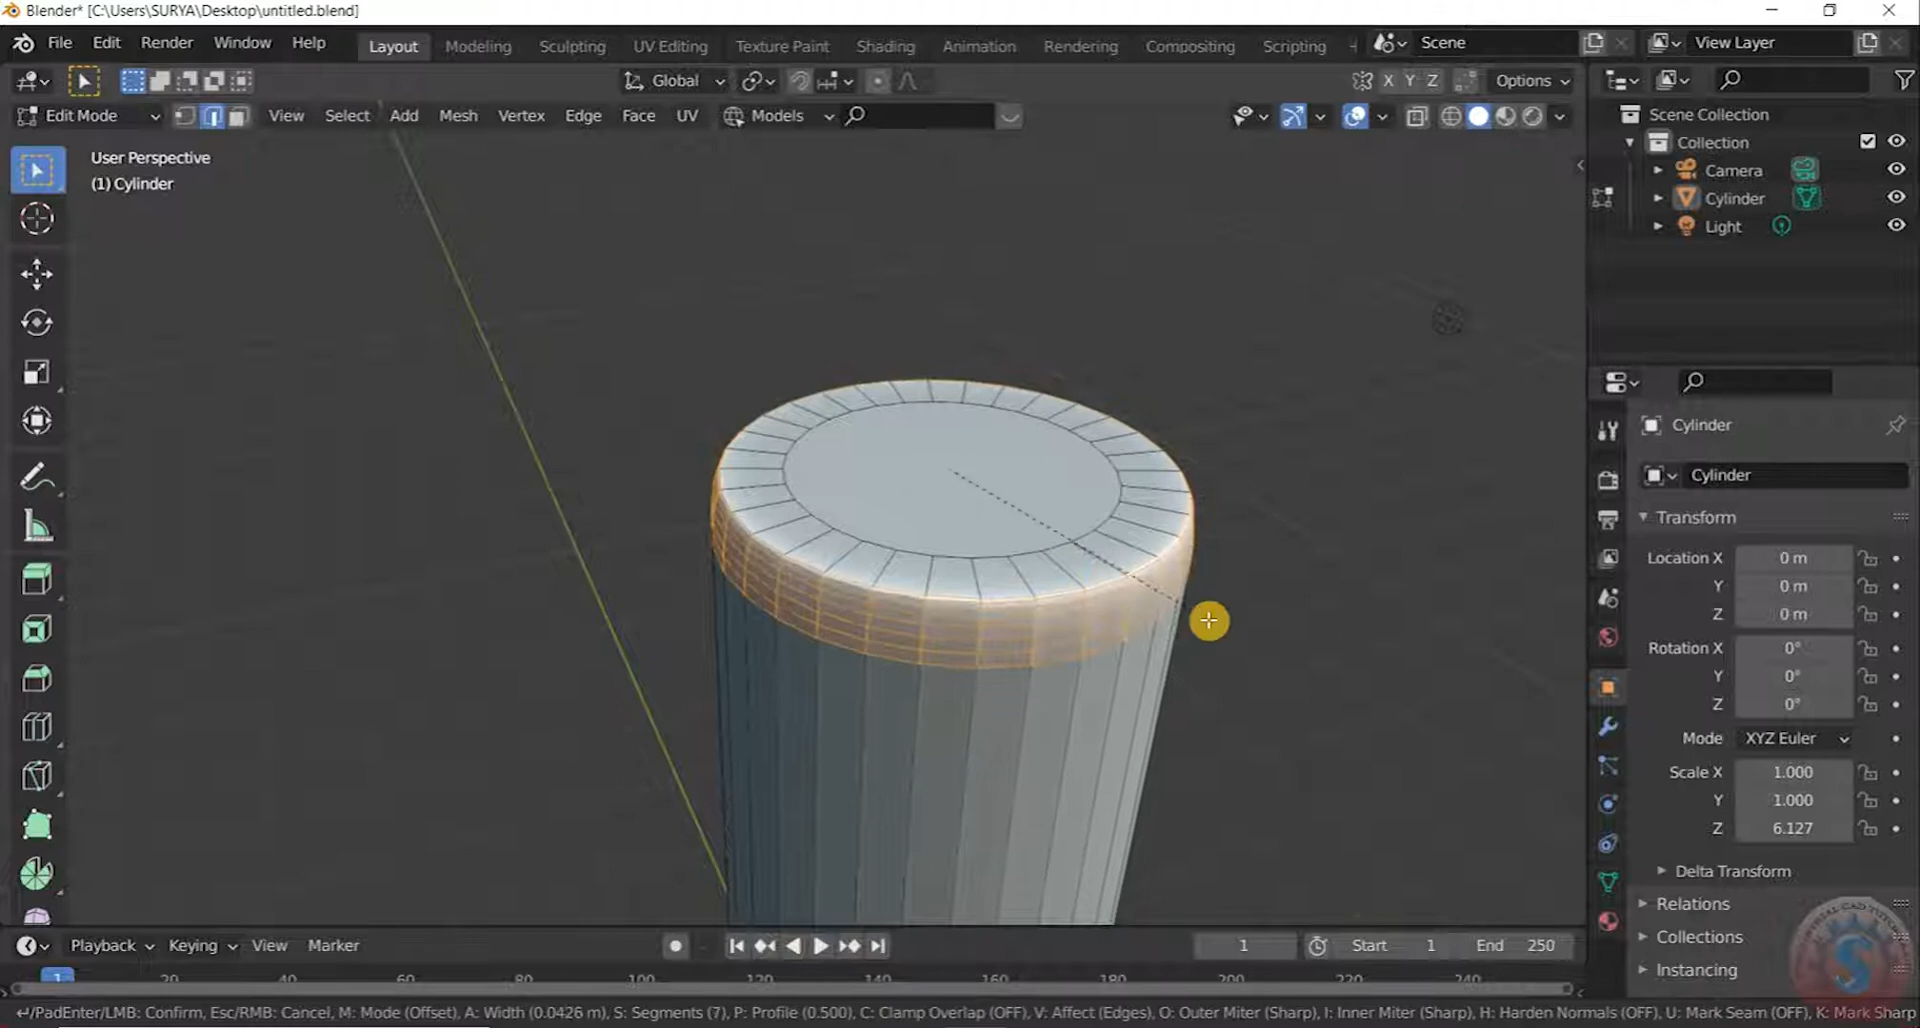 Blender* [C:\Users\SURYA\Desktop\untitled.blend]
File Edit Render Window Help Layout Modeling Sculpting UV Editing Texture Paint Shading Animation Rendering Compositing Scripting Scene View Layer
Global X Y Z Options
Edit Mode View Select Add Mesh Vertex Edge Face UV Models
User Perspective
(1) Cylinder
Scene Collection
Collection
Camera
Cylinder
Light
Cylinder
Cylinder
Transform
Location X 0 m
Y 0 m
Z 0 m
Rotation X 0°
Y 0°
Z 0°
Mode XYZ Euler
Scale X 1.000
Y 1.000
Z 6.127
Delta Transform
Relations
Collections
Instancing
Playback Keying View Marker 1 Start 1 End 250
1 20 40 60 80 100 120 140 160 180 200 220 240
↵/PadEnter/LMB: Confirm, Esc/RMB: Cancel, M: Mode (Offset), A: Width (0.0426 m), S: Segments (7), P: Profile (0.500), C: Clamp Overlap (OFF), V: Affect (Edges), O: Outer Miter (Sharp), I: Inner Miter (Sharp), H: Harden Normals (OFF), U: Mark Seam (OFF), K: Mark Sharp